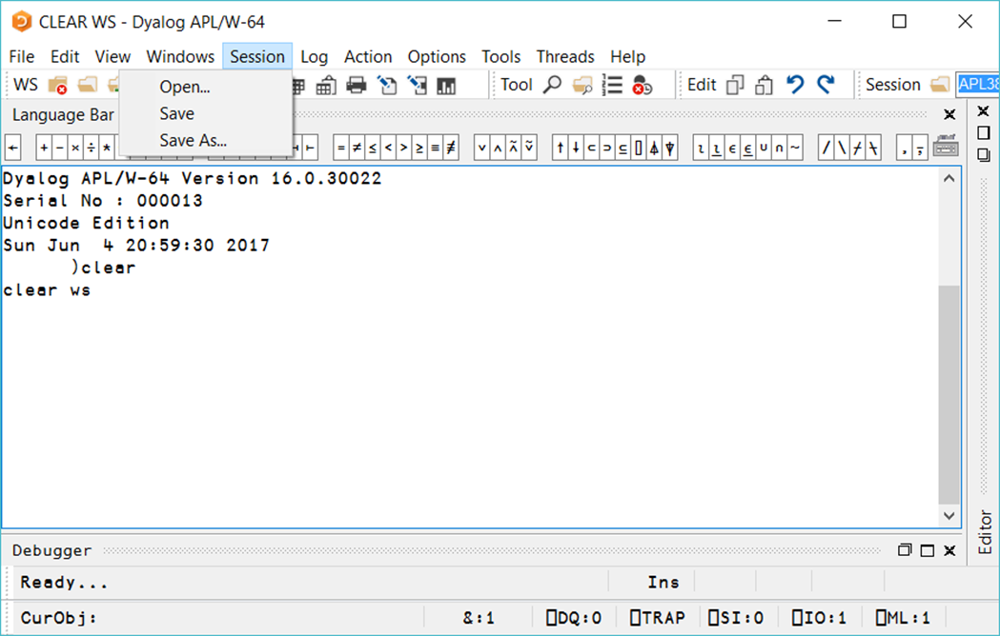 CLEAR WS - Dyalog APL/W-64
File Edit View Windows Session Log Action Options Tools Threads Help
WS Tool Edit Session
Open...
Save
Save As...
Language Bar
← + - × ÷ * ⊢ = ≠ ≤ < > ≥ ≡ ≢ ∨ ∧ ⍲ ⍱ ↑ ↓ ⊂ ⊃ ⊆ ⌷ ⍋ ⍒ ⍳ ⍸ ∊ ⍷ ∪ ∩ ~ / \ ⌿ ⍀ , ⍪
Dyalog APL/W-64 Version 16.0.30022
Serial No : 000013
Unicode Edition
Sun Jun  4 20:59:30 2017
)clear
clear ws
Editor
Debugger
Ready... Ins
CurObj: &:1 ⎕DQ:0 ⎕TRAP ⎕SI:0 ⎕IO:1 ⎕ML:1